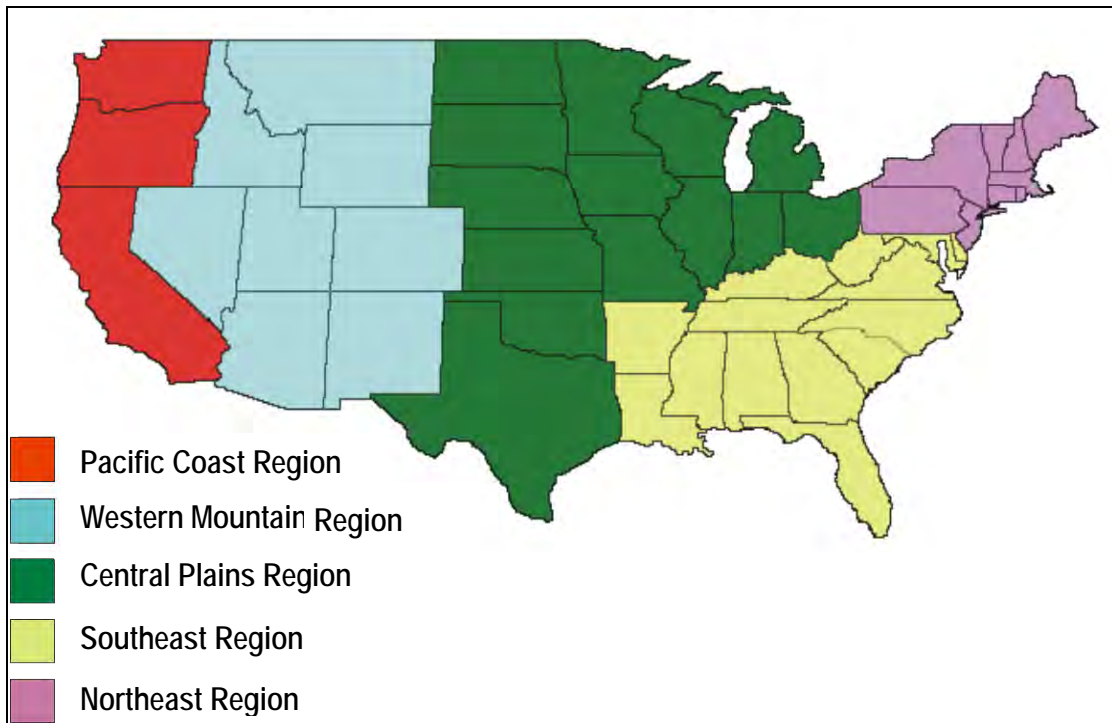 Pacific Coast Region
Western Mountain Region
Central Plains Region
Southeast Region
Northeast Region